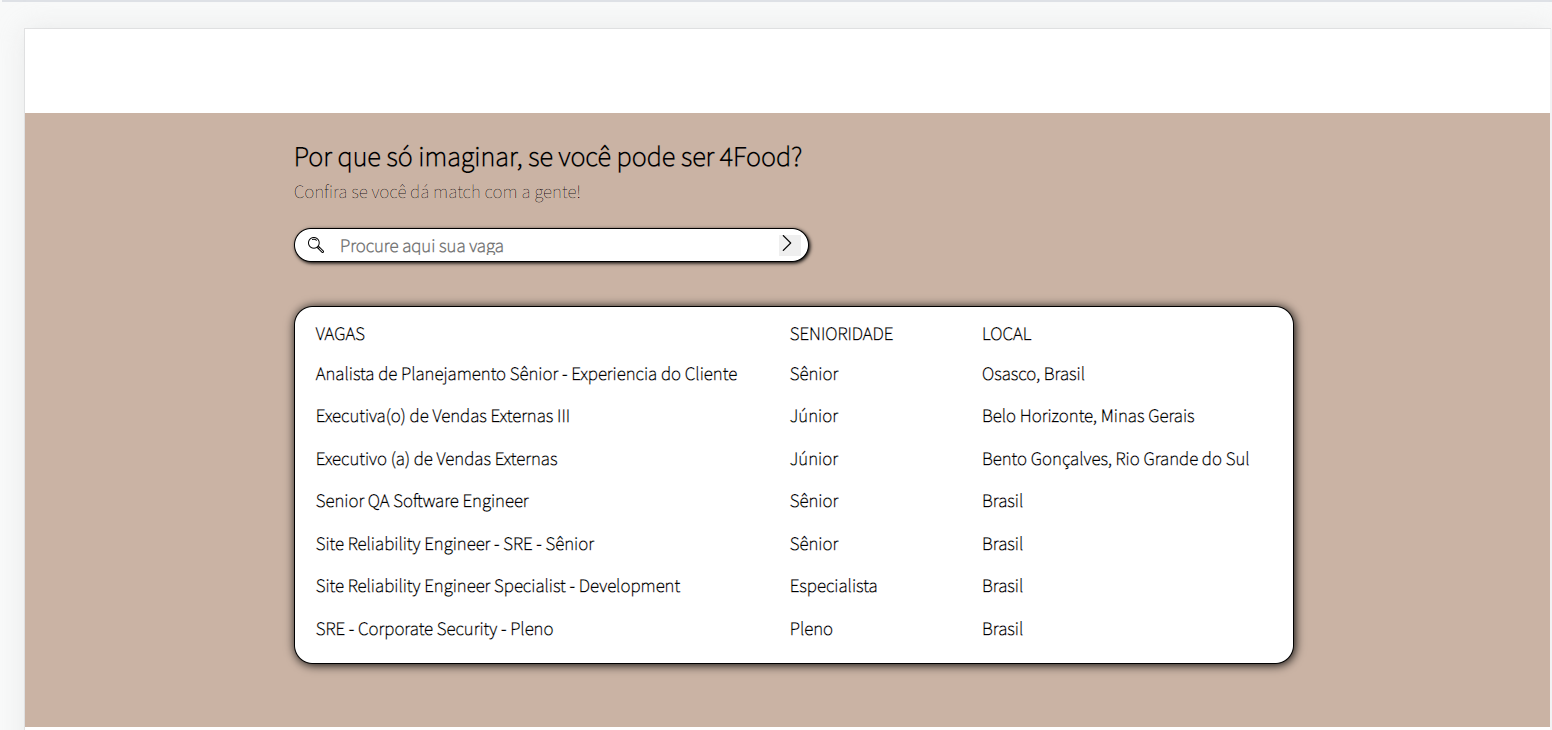 Por que só imaginar, se você pode ser 4Food?
Confira se você dá match com a gente!
Procure aqui sua vaga
VAGAS SENIORIDADE LOCAL
Analista de Planejamento Sênior - Experiencia do Cliente Sênior Osasco, Brasil
Executiva(o) de Vendas Externas III Júnior Belo Horizonte, Minas Gerais
Executivo (a) de Vendas Externas Júnior Bento Gonçalves, Rio Grande do Sul
Senior QA Software Engineer Sênior Brasil
Site Reliability Engineer - SRE - Sênior Sênior Brasil
Site Reliability Engineer Specialist - Development Especialista Brasil
SRE - Corporate Security - Pleno Pleno Brasil